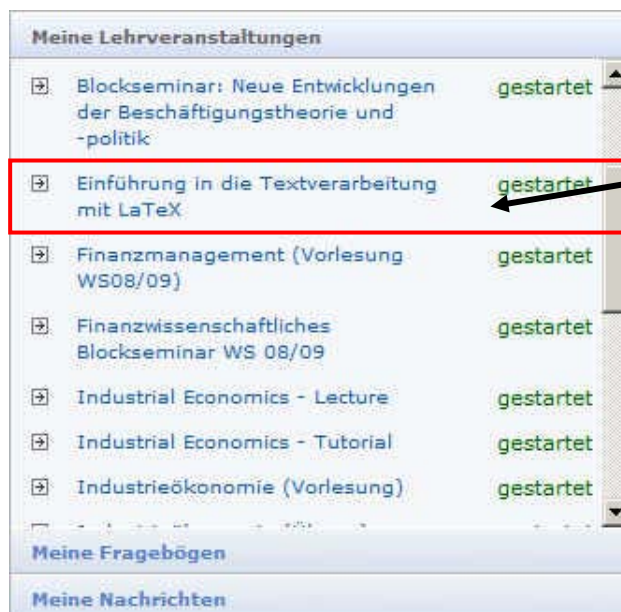 Meine Lehrveranstaltungen
Blockseminar: Neue Entwicklungen gestartet
der Beschäftigungstheorie und
-politik
Einführung in die Textverarbeitung gestartet
mit LaTeX
Finanzmanagement (Vorlesung gestartet
WS08/09)
Finanzwissenschaftliches gestartet
Blockseminar WS 08/09
Industrial Economics - Lecture gestartet
Industrial Economics - Tutorial gestartet
Industrieökonomie (Vorlesung) gestartet
Meine Fragebögen
Meine Nachrichten